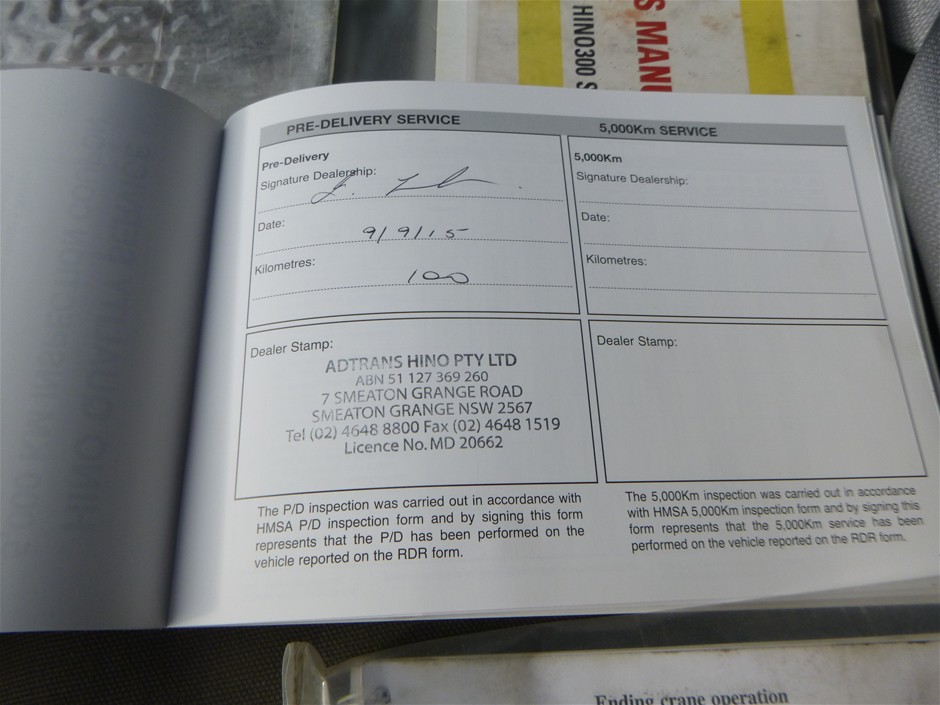 S MANU
HINO300 S
PRE-DELIVERY SERVICE
Pre-Delivery
Signature Dealership:
Date: 9/9/15
Kilometres: 100
Dealer Stamp:
ADTRANS HINO PTY LTD
ABN 51 127 369 260
7 SMEATON GRANGE ROAD
SMEATON GRANGE NSW 2567
Tel (02) 4648 8800 Fax (02) 4648 1519
Licence No. MD 20662
The P/D inspection was carried out in accordance with
HMSA P/D inspection form and by signing this form
represents that the P/D has been performed on the
vehicle reported on the RDR form.
5,000Km SERVICE
5,000Km
Signature Dealership:
Date:
Kilometres:
Dealer Stamp:
The 5,000Km inspection was carried out in accordance
with HMSA 5,000Km inspection form and by signing this
form represents that the 5,000Km service has been
performed on the vehicle reported on the RDR form.
Ending crane operation